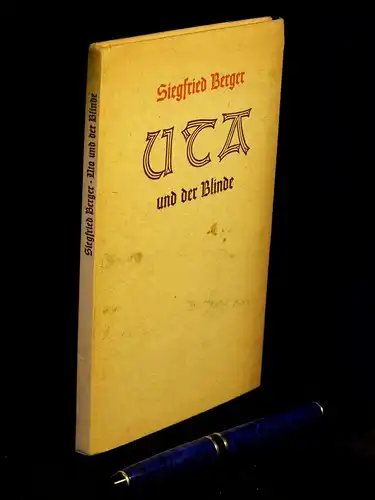 Siegfried Berger
UTA
und der Blinde
Siegfried Berger - Uta und der Blinde